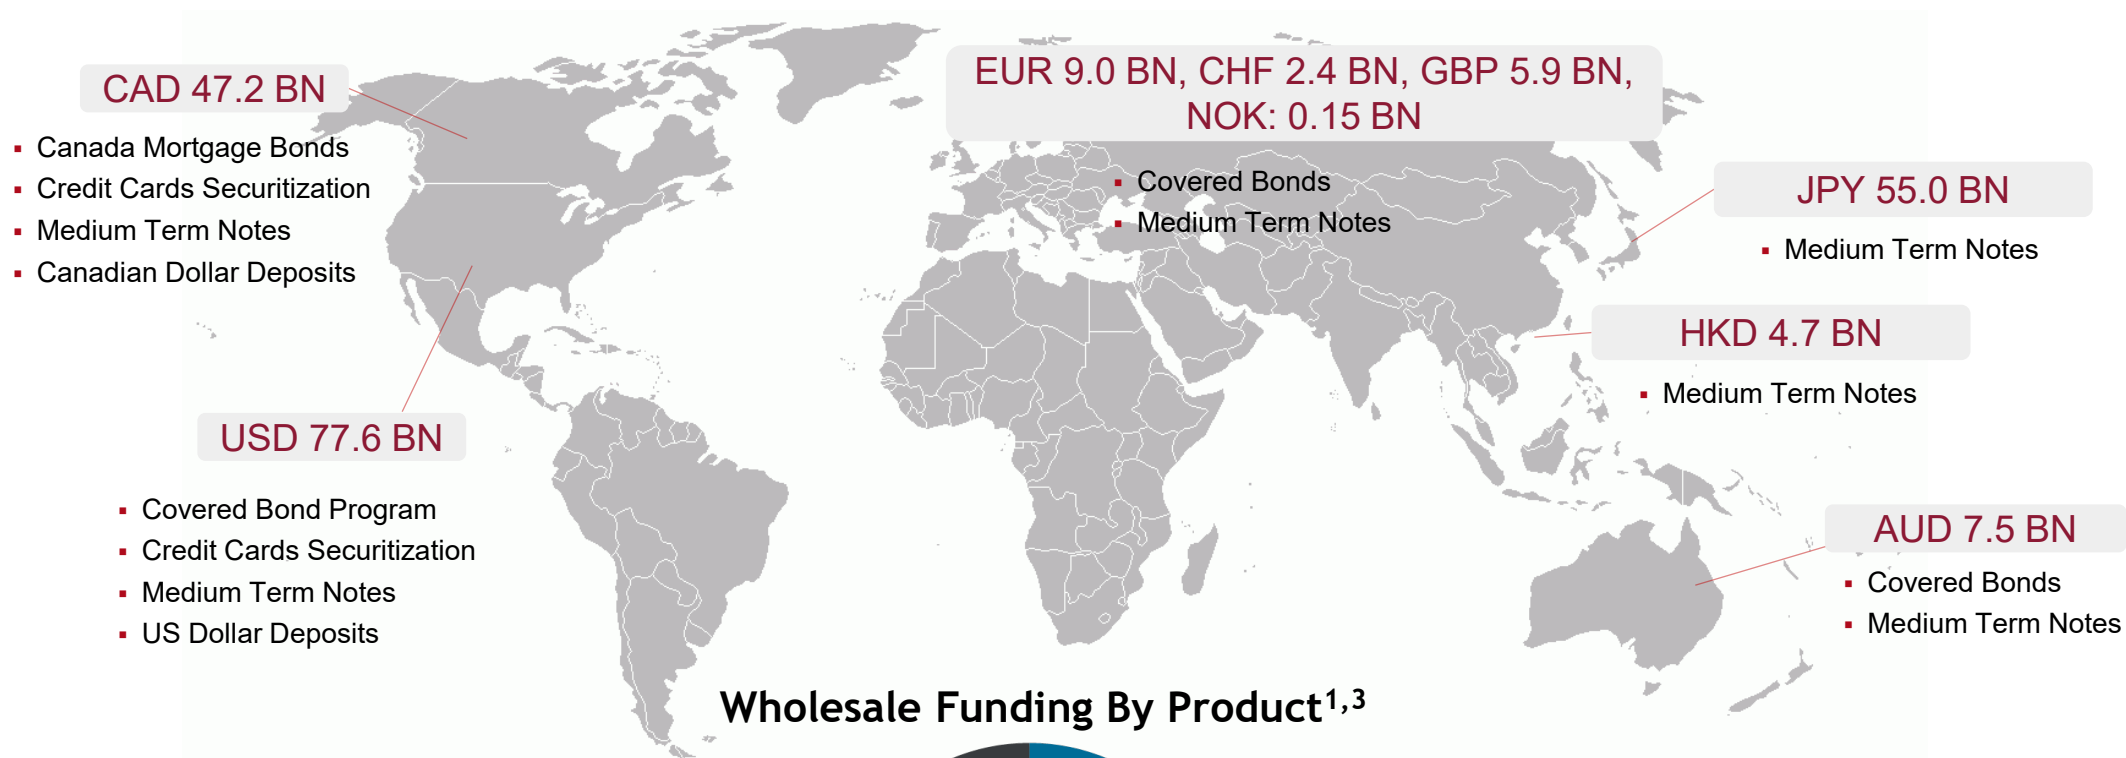 CAD 47.2 BN
▪ Canada Mortgage Bonds
▪ Credit Cards Securitization
▪ Medium Term Notes
▪ Canadian Dollar Deposits
USD 77.6 BN
▪ Covered Bond Program
▪ Credit Cards Securitization
▪ Medium Term Notes
▪ US Dollar Deposits
EUR 9.0 BN, CHF 2.4 BN, GBP 5.9 BN,
NOK: 0.15 BN
▪ Covered Bonds
▪ Medium Term Notes
JPY 55.0 BN
▪ Medium Term Notes
HKD 4.7 BN
▪ Medium Term Notes
AUD 7.5 BN
▪ Covered Bonds
▪ Medium Term Notes
Wholesale Funding By Product1,3